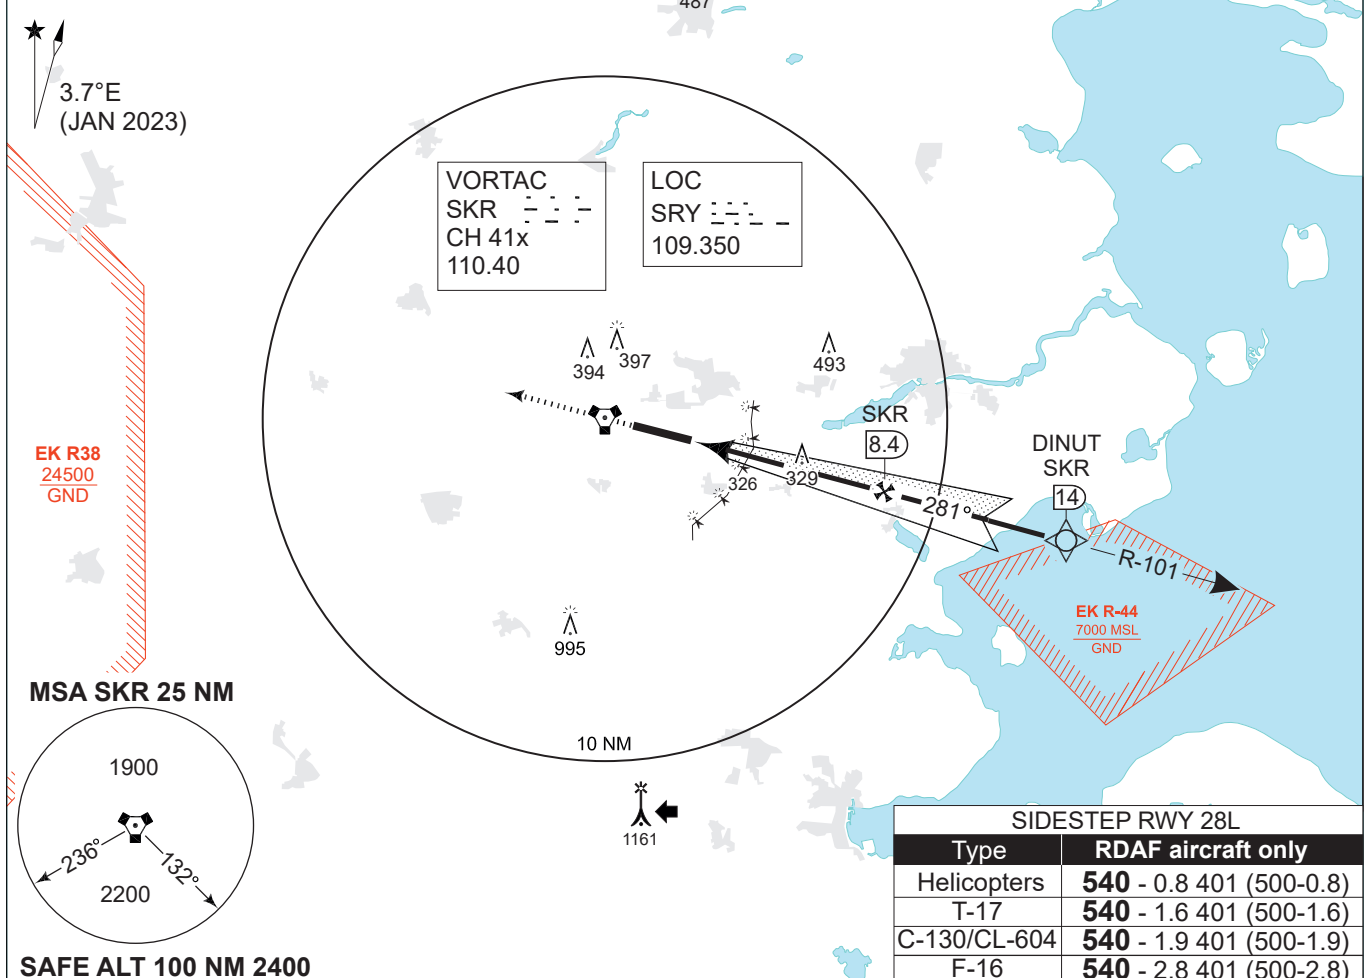 487
3.7°E
(JAN 2023)
VORTAC
SKR
CH 41x
110.40
LOC
SRY
109.350
394
397
493
SKR
8.4
DINUT
SKR
14
326
329
281°
R-101
EK R38
24500
GND
EK R-44
7000 MSL
GND
995
10 NM
1161
MSA SKR 25 NM
1900
236°
132°
2200
SAFE ALT 100 NM 2400
SIDESTEP RWY 28L
Type RDAF aircraft only
Helicopters 540 - 0.8 401 (500-0.8)
T-17 540 - 1.6 401 (500-1.6)
C-130/CL-604 540 - 1.9 401 (500-1.9)
F-16 540 - 2.8 401 (500-2.8)